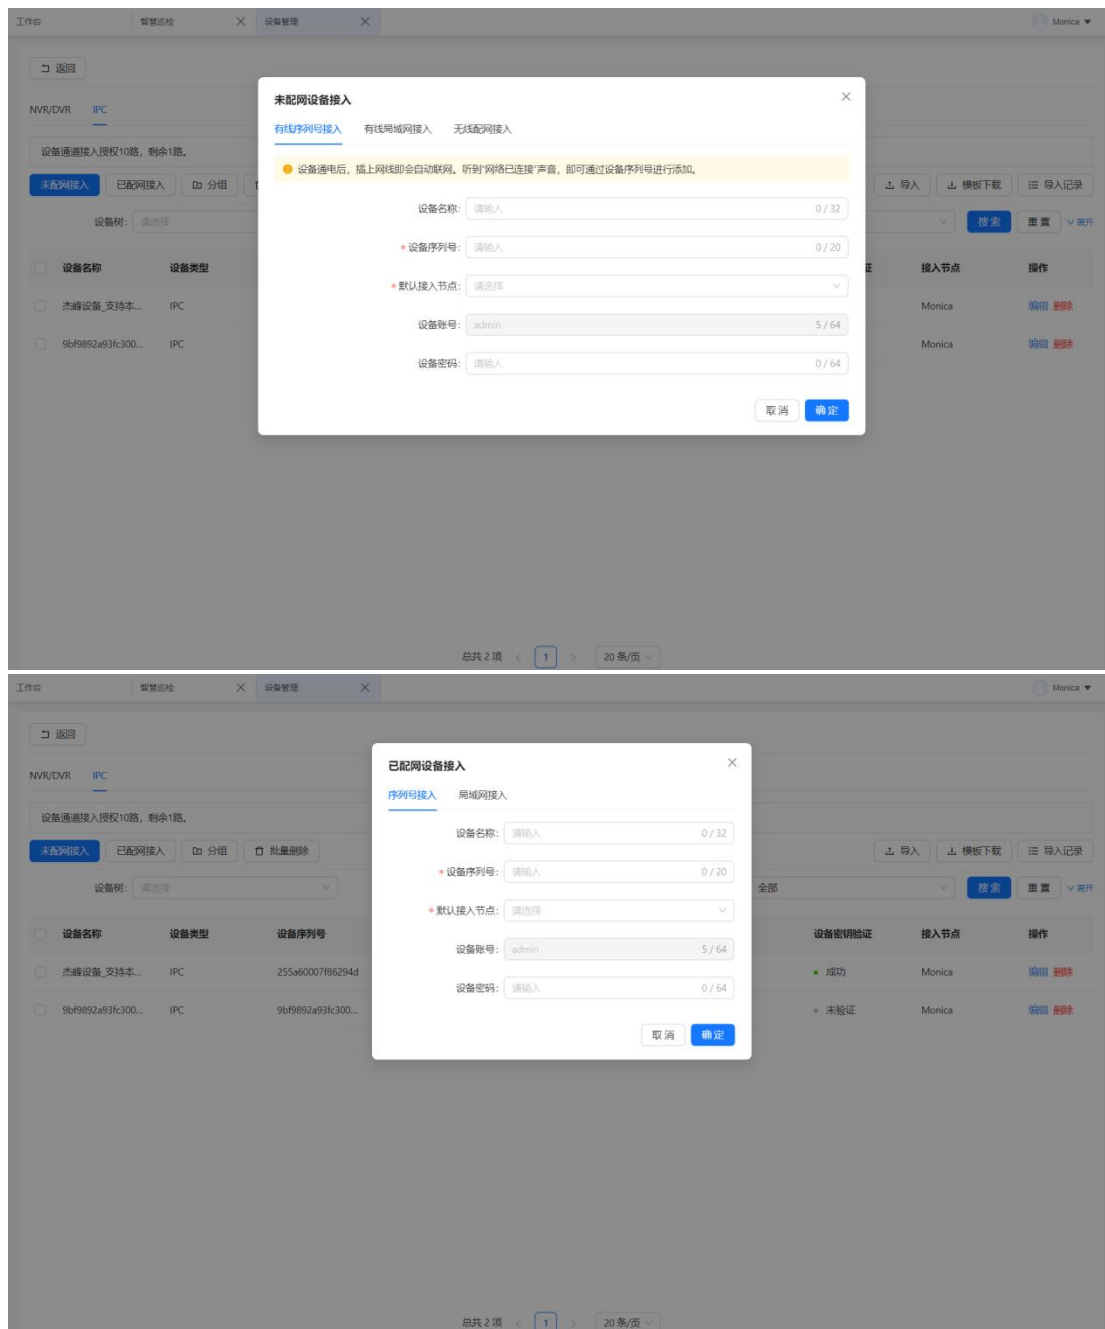 工作台 智慧巡检 设备管理 Monica
返回
未配网设备接入
NVR/DVR IPC
有线序列号接入 有线局域网接入 无线配网接入
设备通道接入授权10路，剩余1路。
设备通电后，插上网线即会自动联网。听到“网络已连接”声音，即可通过设备序列号进行添加。
未配网接入 已配网接入 分组 导入 模板下载 导入记录
设备名称: 请输入 0 / 32
设备树: 请选择 搜索 重置 展开
* 设备序列号: 请输入 0 / 20
设备名称 设备类型 证 接入节点 操作
* 默认接入节点: 请选择
杰峰设备_支持本... IPC Monica 编辑 删除
设备账号: admin 5 / 64
9bf9892a93fc300... IPC Monica 编辑 删除
设备密码: 请输入 0 / 64
取消 确定
总共 2 项 < 1 > 20 条/页
工作台 智慧巡检 设备管理 Monica
返回
已配网设备接入
NVR/DVR IPC
序列号接入 局域网接入
设备通道接入授权10路，剩余1路。
设备名称: 请输入 0 / 32
未配网接入 已配网接入 分组 批量删除 导入 模板下载 导入记录
* 设备序列号: 请输入 0 / 20
设备树: 请选择 全部 搜索 重置 展开
* 默认接入节点: 请选择
设备名称 设备类型 设备序列号 设备密钥验证 接入节点 操作
设备账号: admin 5 / 64
杰峰设备_支持本... IPC 255a60007f86294d 成功 Monica 编辑 删除
设备密码: 请输入 0 / 64
9bf9892a93fc300... IPC 9bf9892a93fc300... 未验证 Monica 编辑 删除
取消 确定
总共 2 项 < 1 > 20 条/页